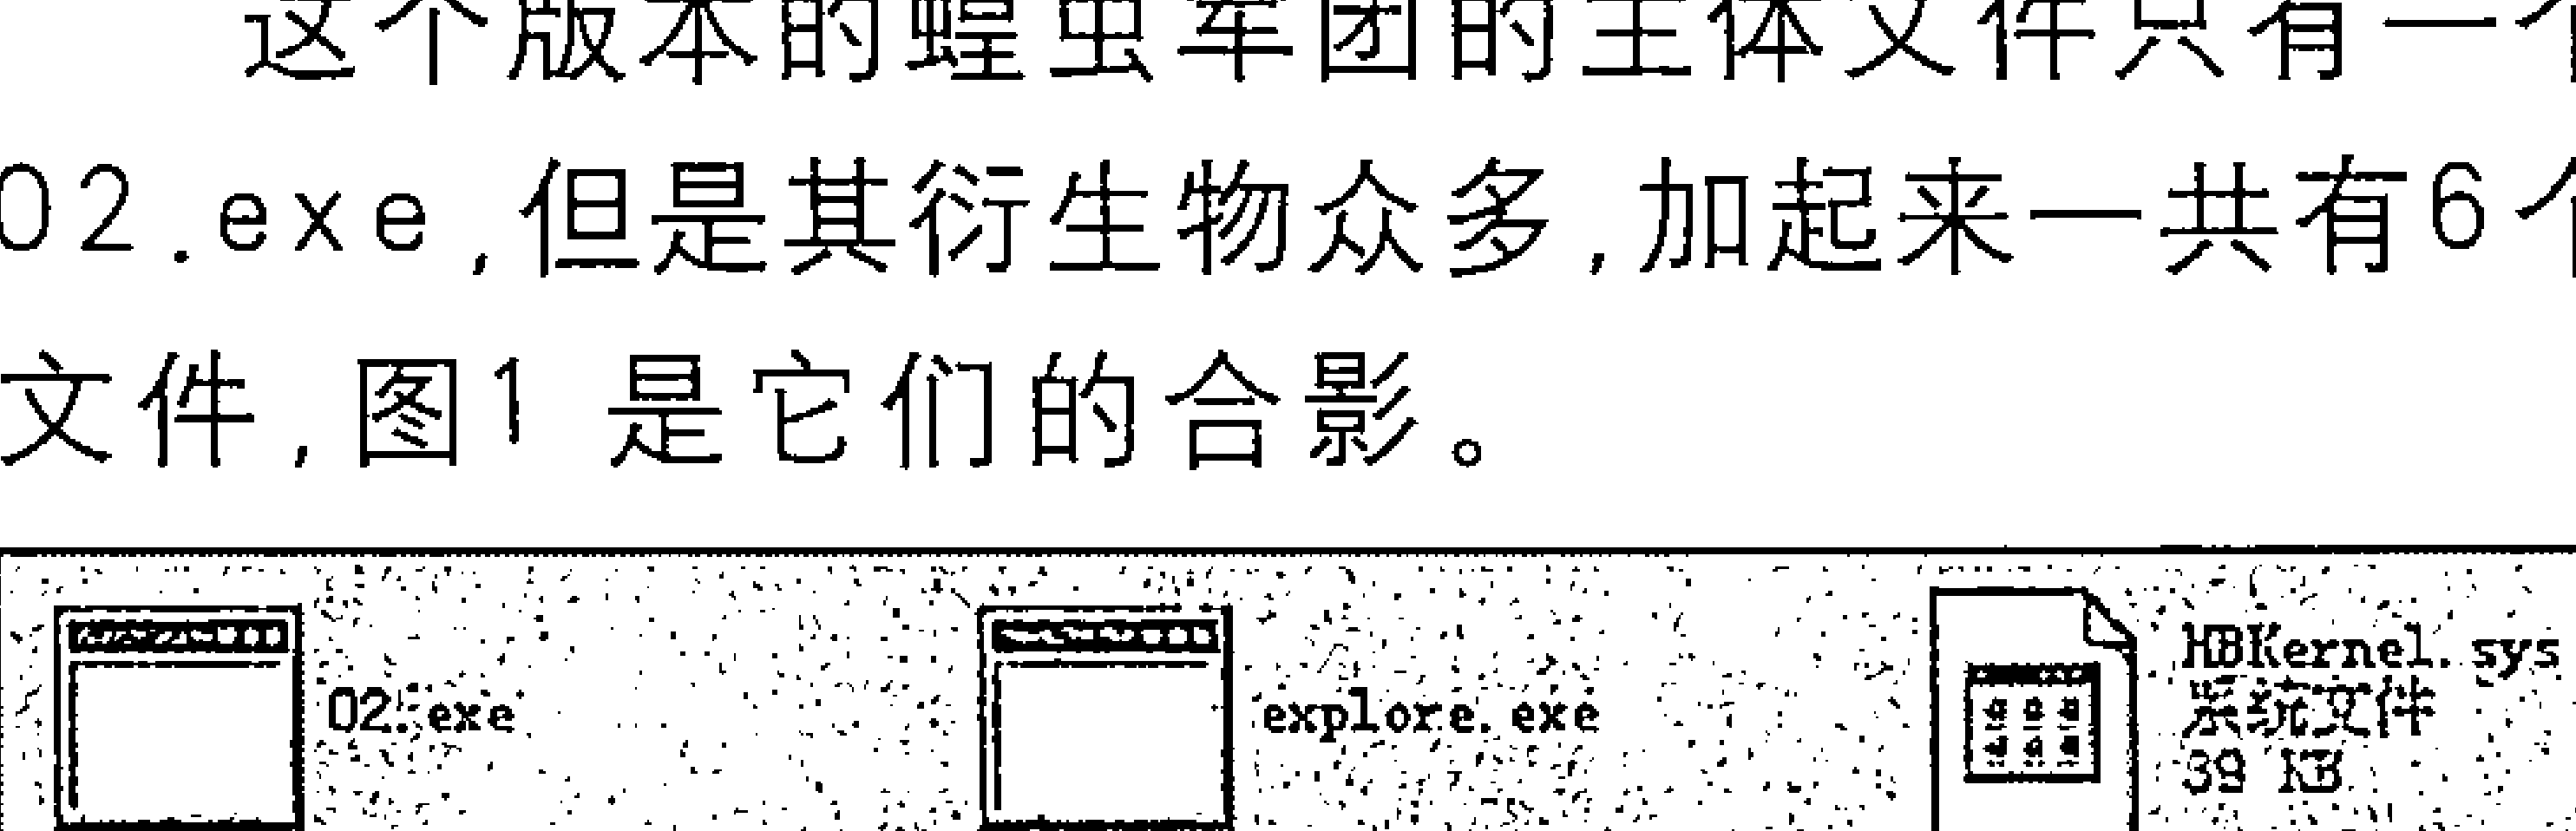 这个版本的蝗虫军团的主体文件只有一个
02.exe,但是其衍生物众多,加起来一共有6个
文件,图1 是它们的合影。
02.exe
explore.exe
HBKernel.sys
系统文件
39 KB